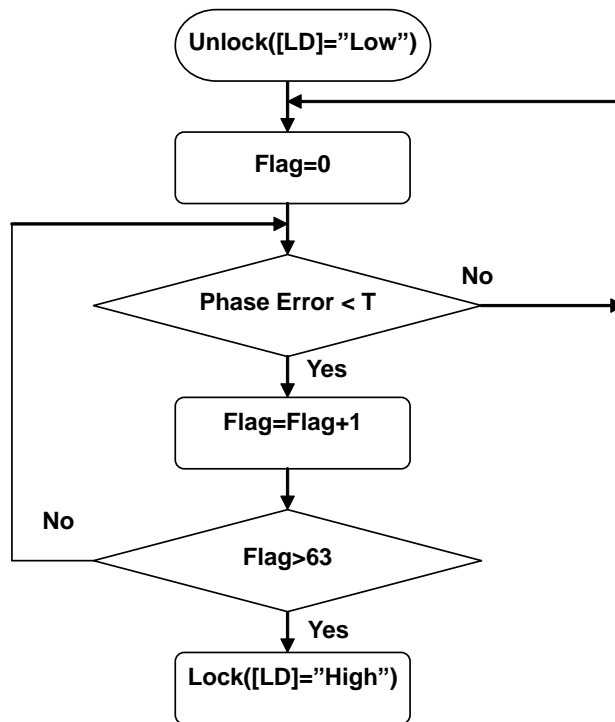 Unlock([LD]=”Low”)
Flag=0
No
Phase Error < T
Yes
Flag=Flag+1
No
Flag>63
Yes
Lock([LD]=”High”)